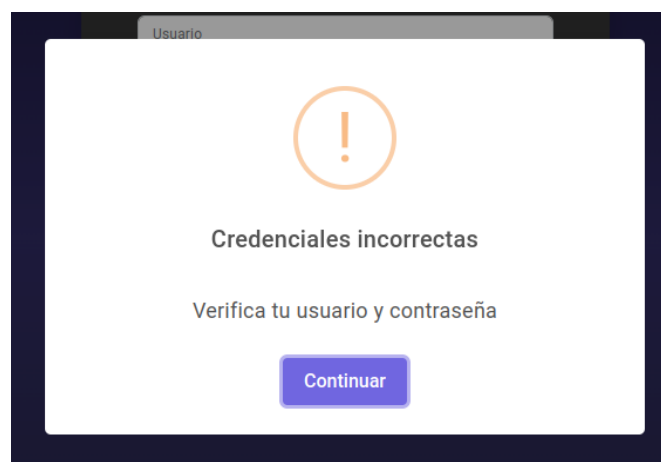 Usuario
!
Credenciales incorrectas
Verifica tu usuario y contraseña
Continuar